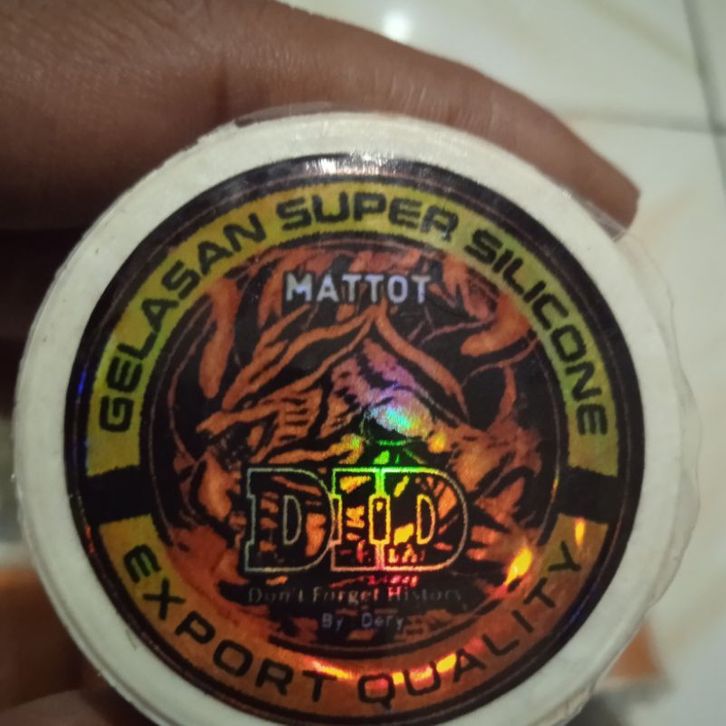 GELASAN SUPER SILICONE
MATTOT
DID
Don't Forget History
By Dery
EXPORT QUALITY